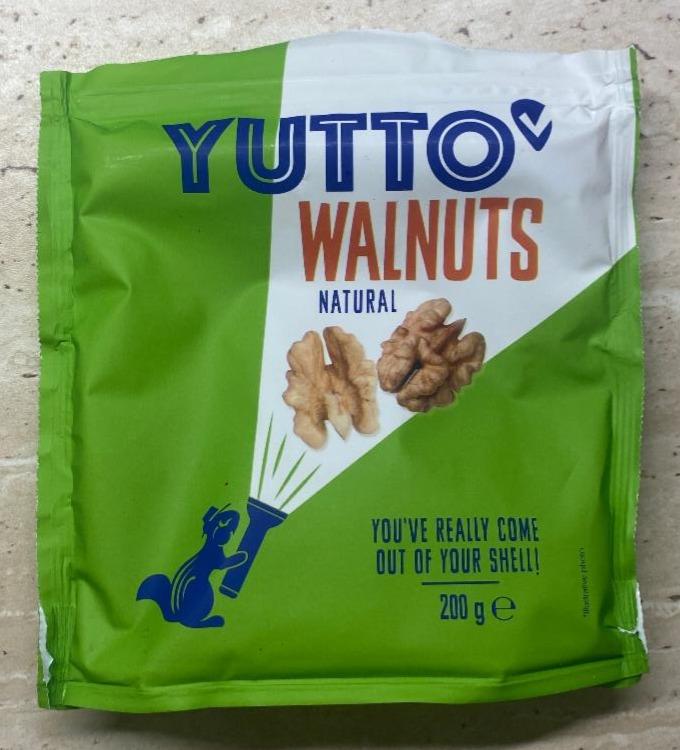 YUTTO
WALNUTS
NATURAL
YOU'VE REALLY COME
OUT OF YOUR SHELL!
200 g ℮
*Illustrative photo